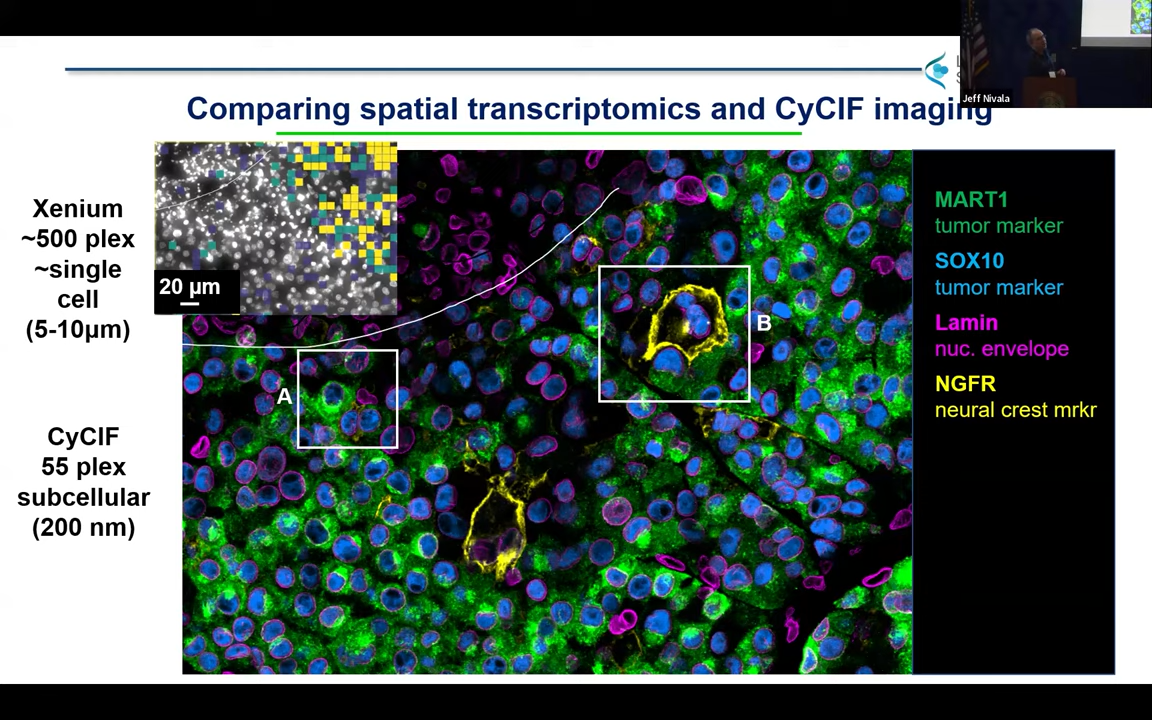 Comparing spatial transcriptomics and CyCIF imaging
Jeff Nivala
Xenium
~500 plex
~single
cell
(5-10µm)
20 µm
CyCIF
55 plex
subcellular
(200 nm)
A
B
MART1
tumor marker
SOX10
tumor marker
Lamin
nuc. envelope
NGFR
neural crest mrkr